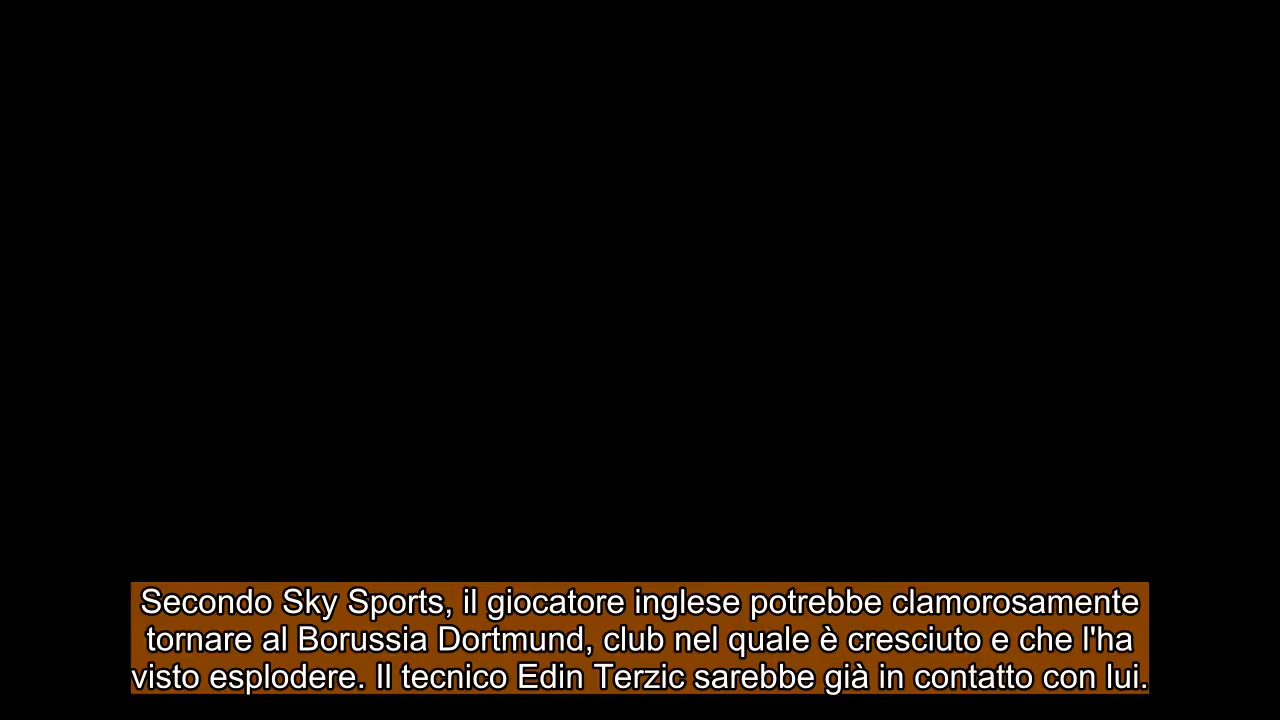 Secondo Sky Sports, il giocatore inglese potrebbe clamorosamente
tornare al Borussia Dortmund, club nel quale è cresciuto e che l'ha
visto esplodere. Il tecnico Edin Terzic sarebbe già in contatto con lui.